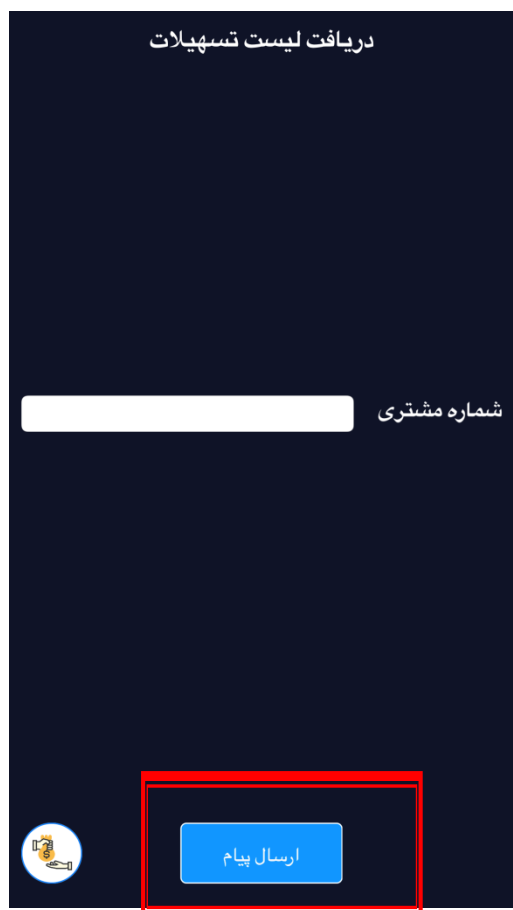 دریافت لیست تسهیلات
شماره مشتری
ارسال پیام